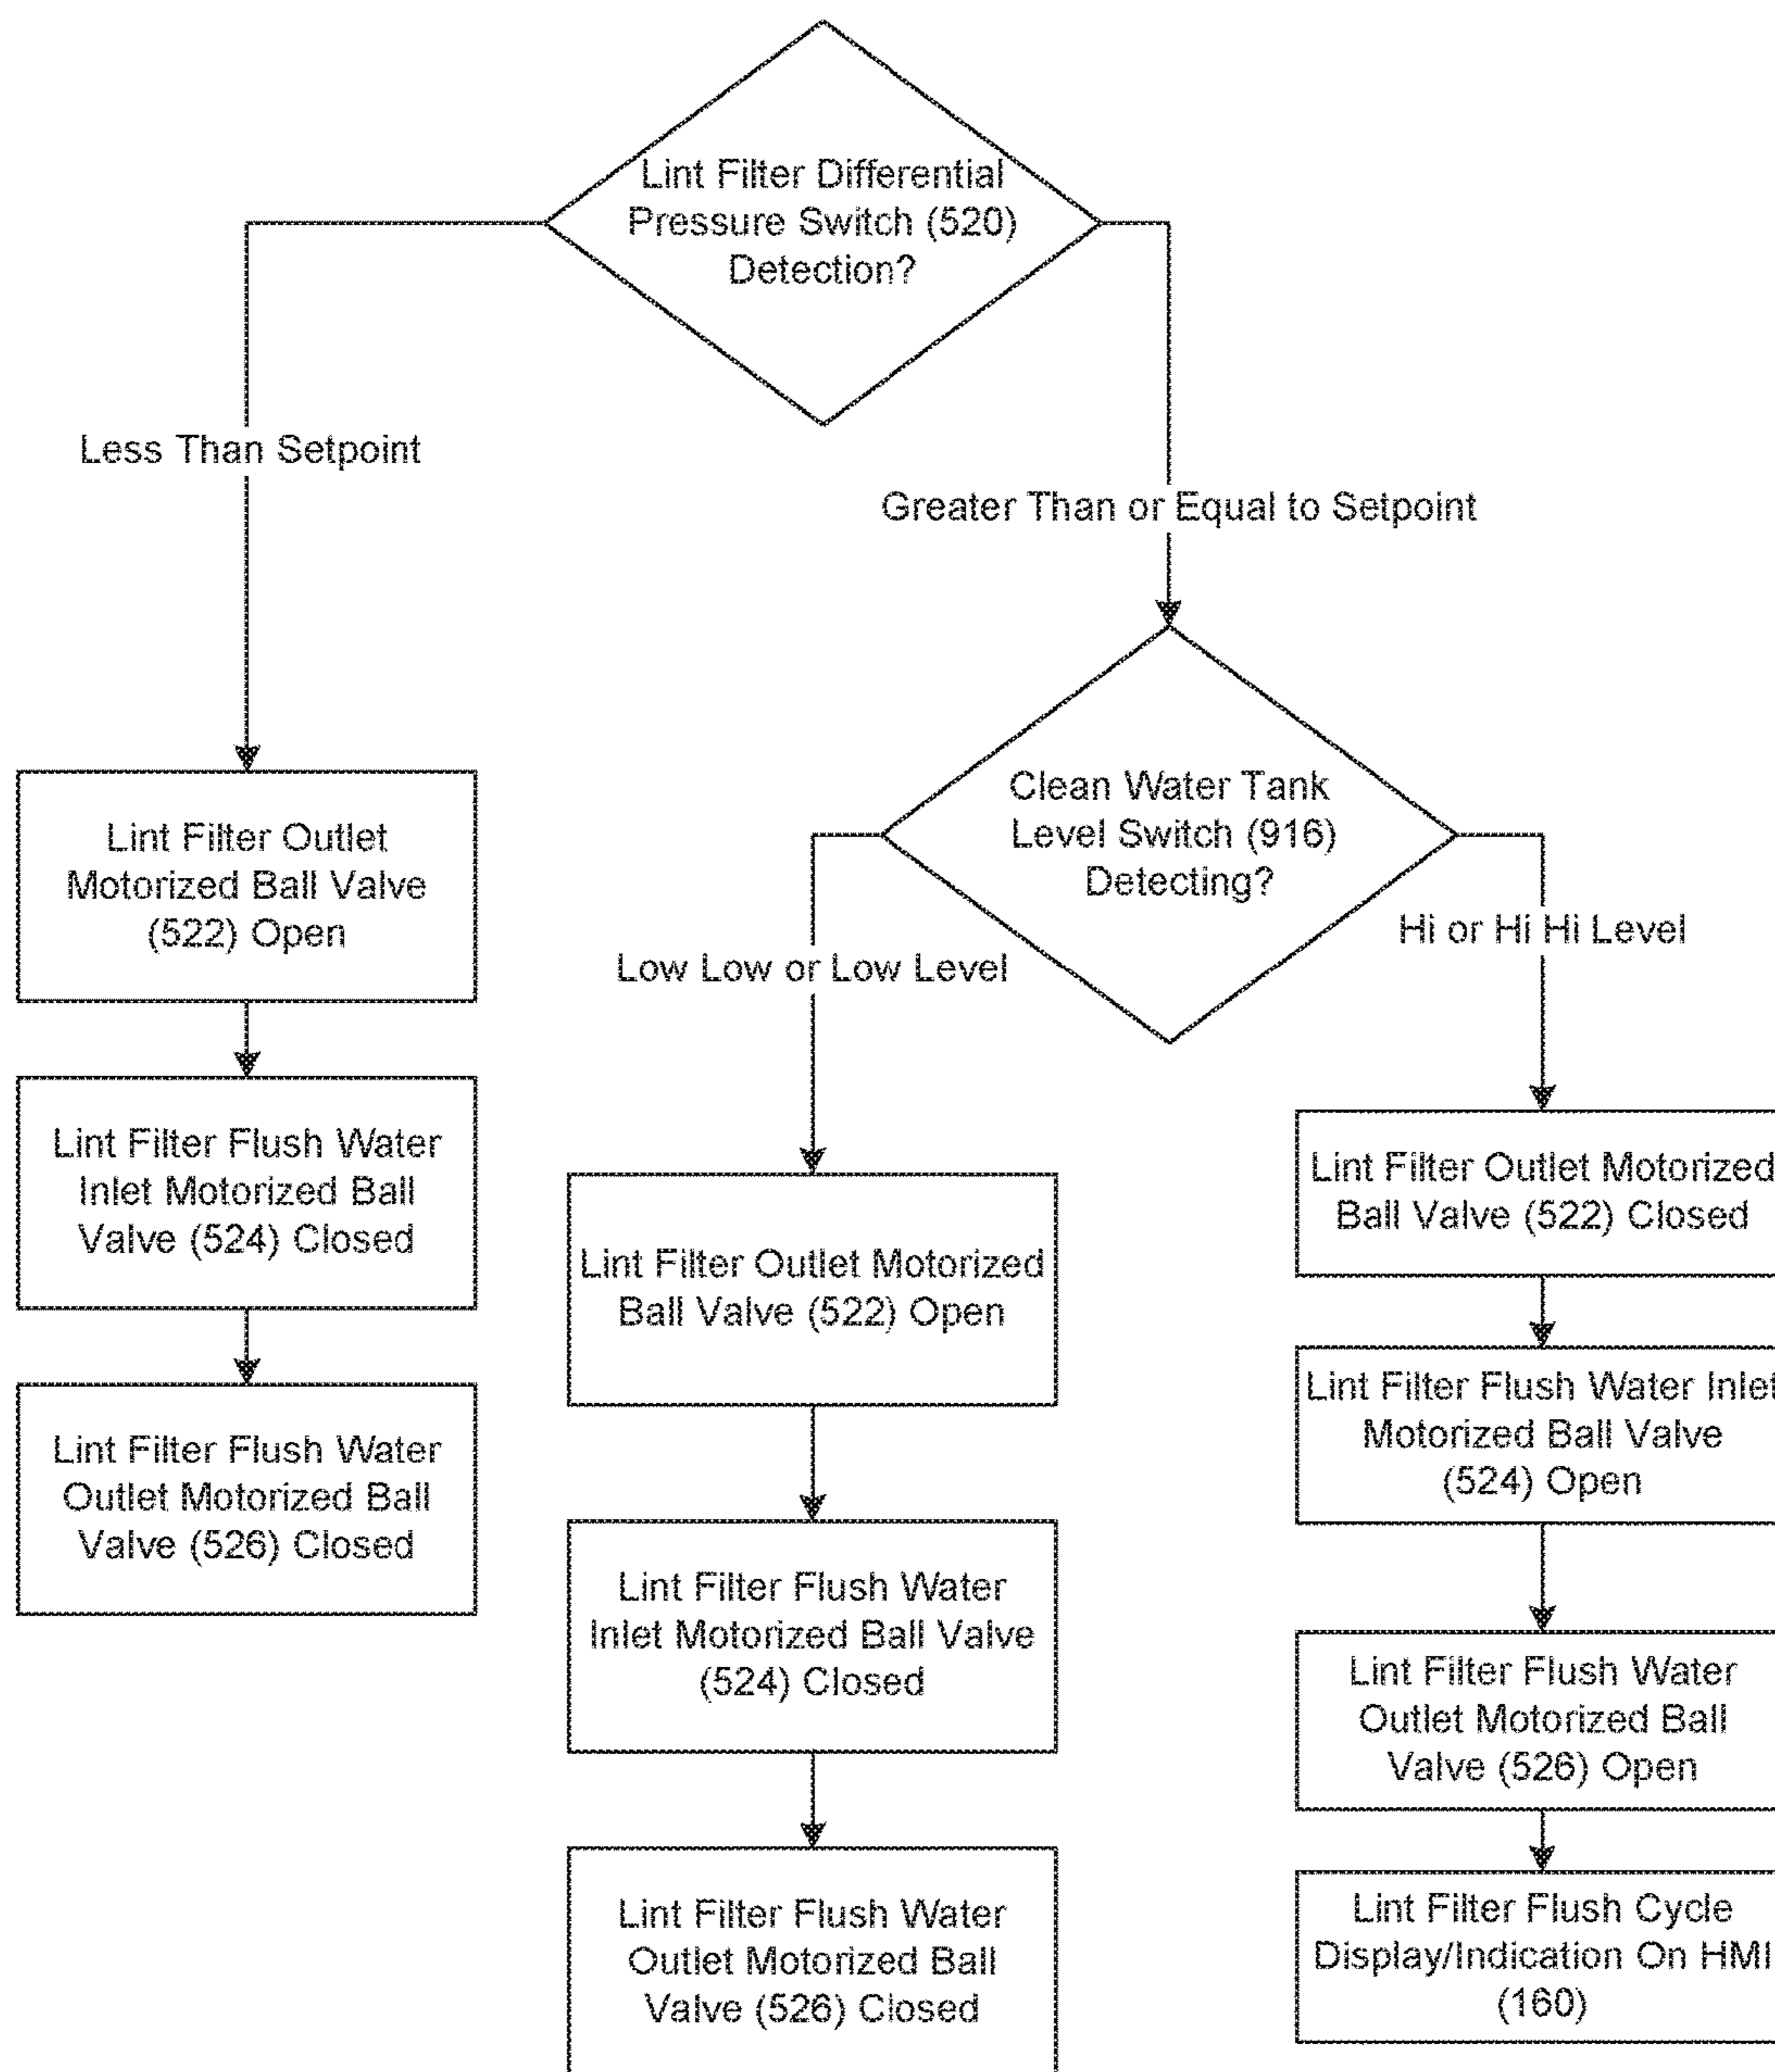 Lint Filter Differential
Pressure Switch (520)
Detection?
Less Than Setpoint
Greater Than or Equal to Setpoint
Clean Water Tank
Level Switch (916)
Detecting?
Low Low or Low Level
Hi or Hi Hi Level
Lint Filter Outlet
Motorized Ball Valve
(522) Open
Lint Filter Flush Water
Inlet Motorized Ball
Valve (524) Closed
Lint Filter Flush Water
Outlet Motorized Ball
Valve (526) Closed
Lint Filter Outlet Motorized
Ball Valve (522) Open
Lint Filter Flush Water
Inlet Motorized Ball Valve
(524) Closed
Lint Filter Flush Water
Outlet Motorized Ball
Valve (526) Closed
Lint Filter Outlet Motorized
Ball Valve (522) Closed
Lint Filter Flush Water Inlet
Motorized Ball Valve
(524) Open
Lint Filter Flush Water
Outlet Motorized Ball
Valve (526) Open
Lint Filter Flush Cycle
Display/Indication On HMI
(160)